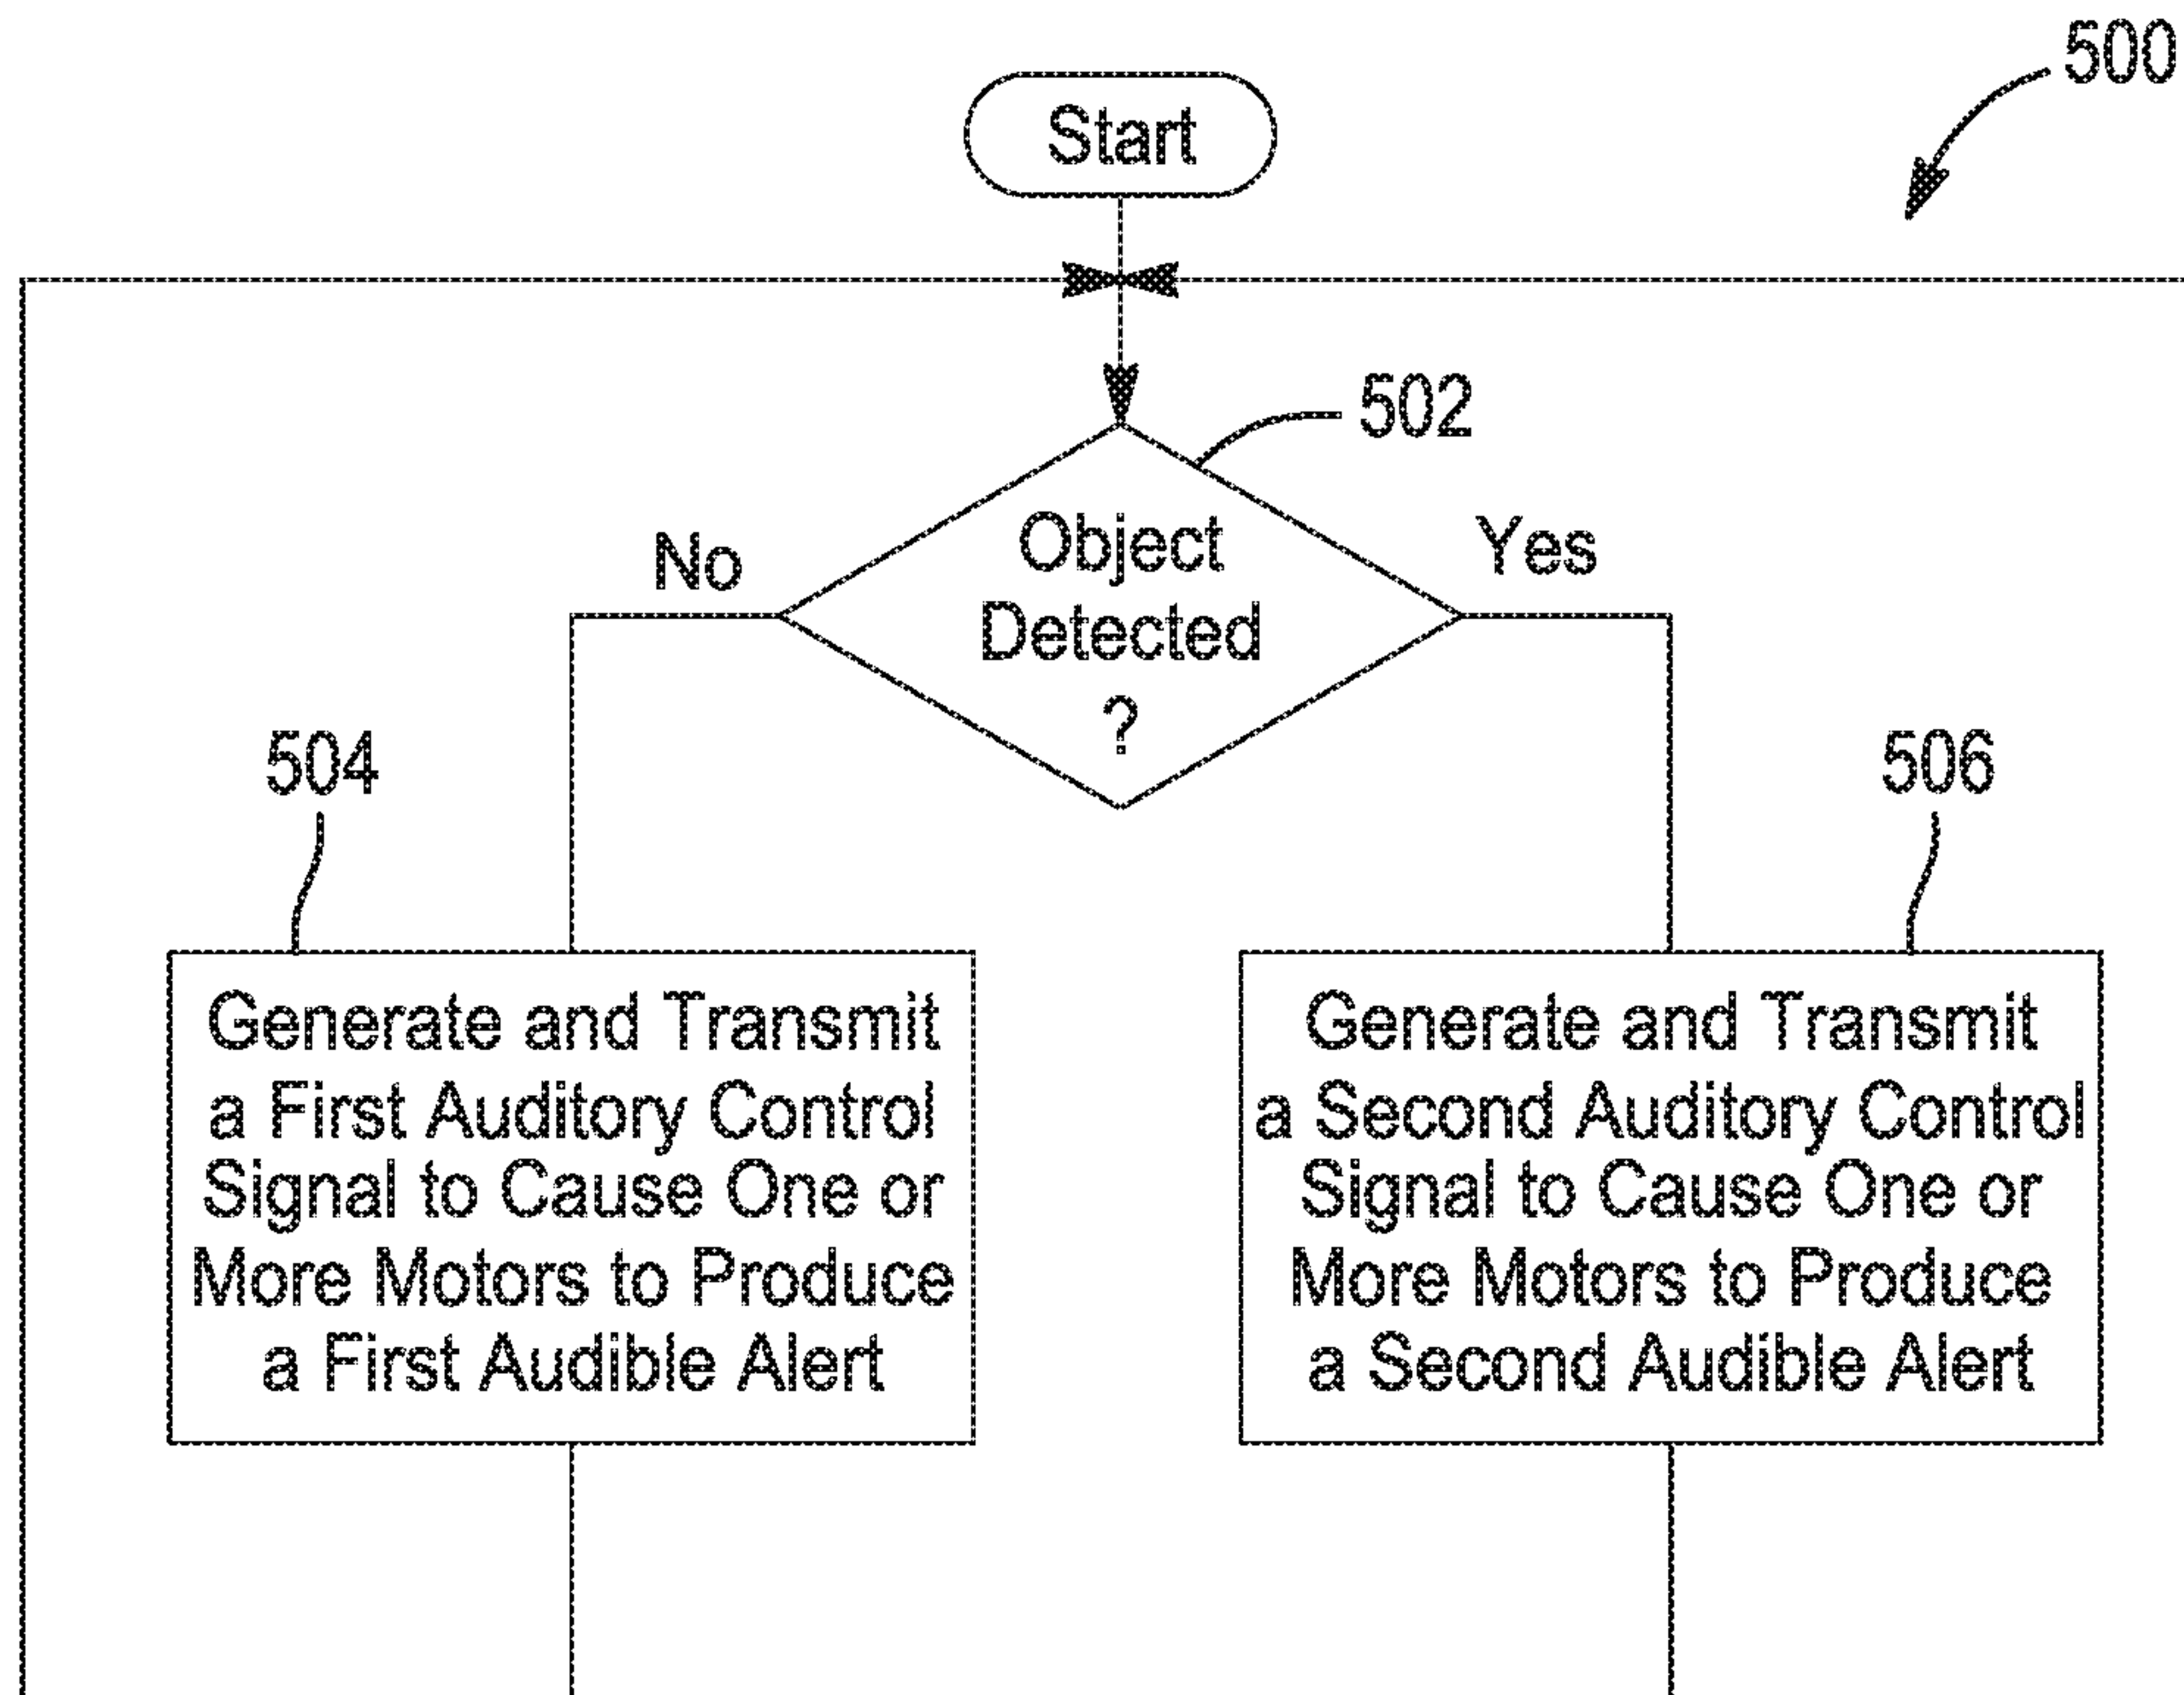 500
Start
502
Object
Detected
?
No
Yes
504
506
Generate and Transmit
a First Auditory Control
Signal to Cause One or
More Motors to Produce
a First Audible Alert
Generate and Transmit
a Second Auditory Control
Signal to Cause One or
More Motors to Produce
a Second Audible Alert